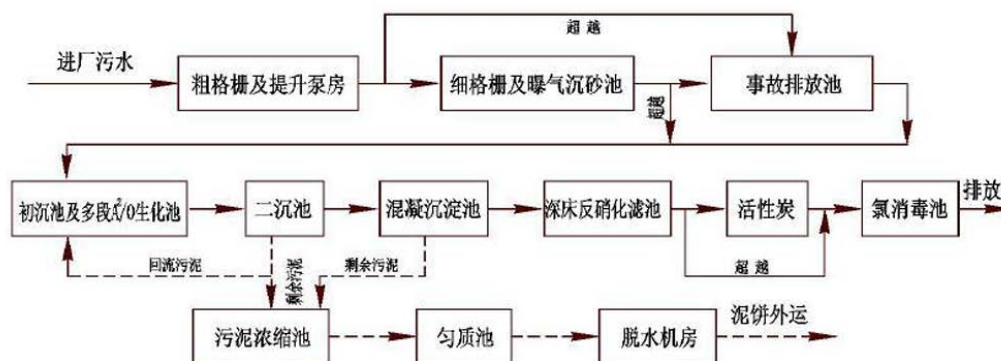 超越
进厂污水
粗格栅及提升泵房
细格栅及曝气沉砂池
事故排放池
超越
初沉池及多段A²/O生化池
二沉池
混凝沉淀池
深床反硝化滤池
活性炭
氯消毒池
排放
回流污泥
剩余污泥
剩余污泥
超越
污泥浓缩池
匀质池
脱水机房
泥饼外运